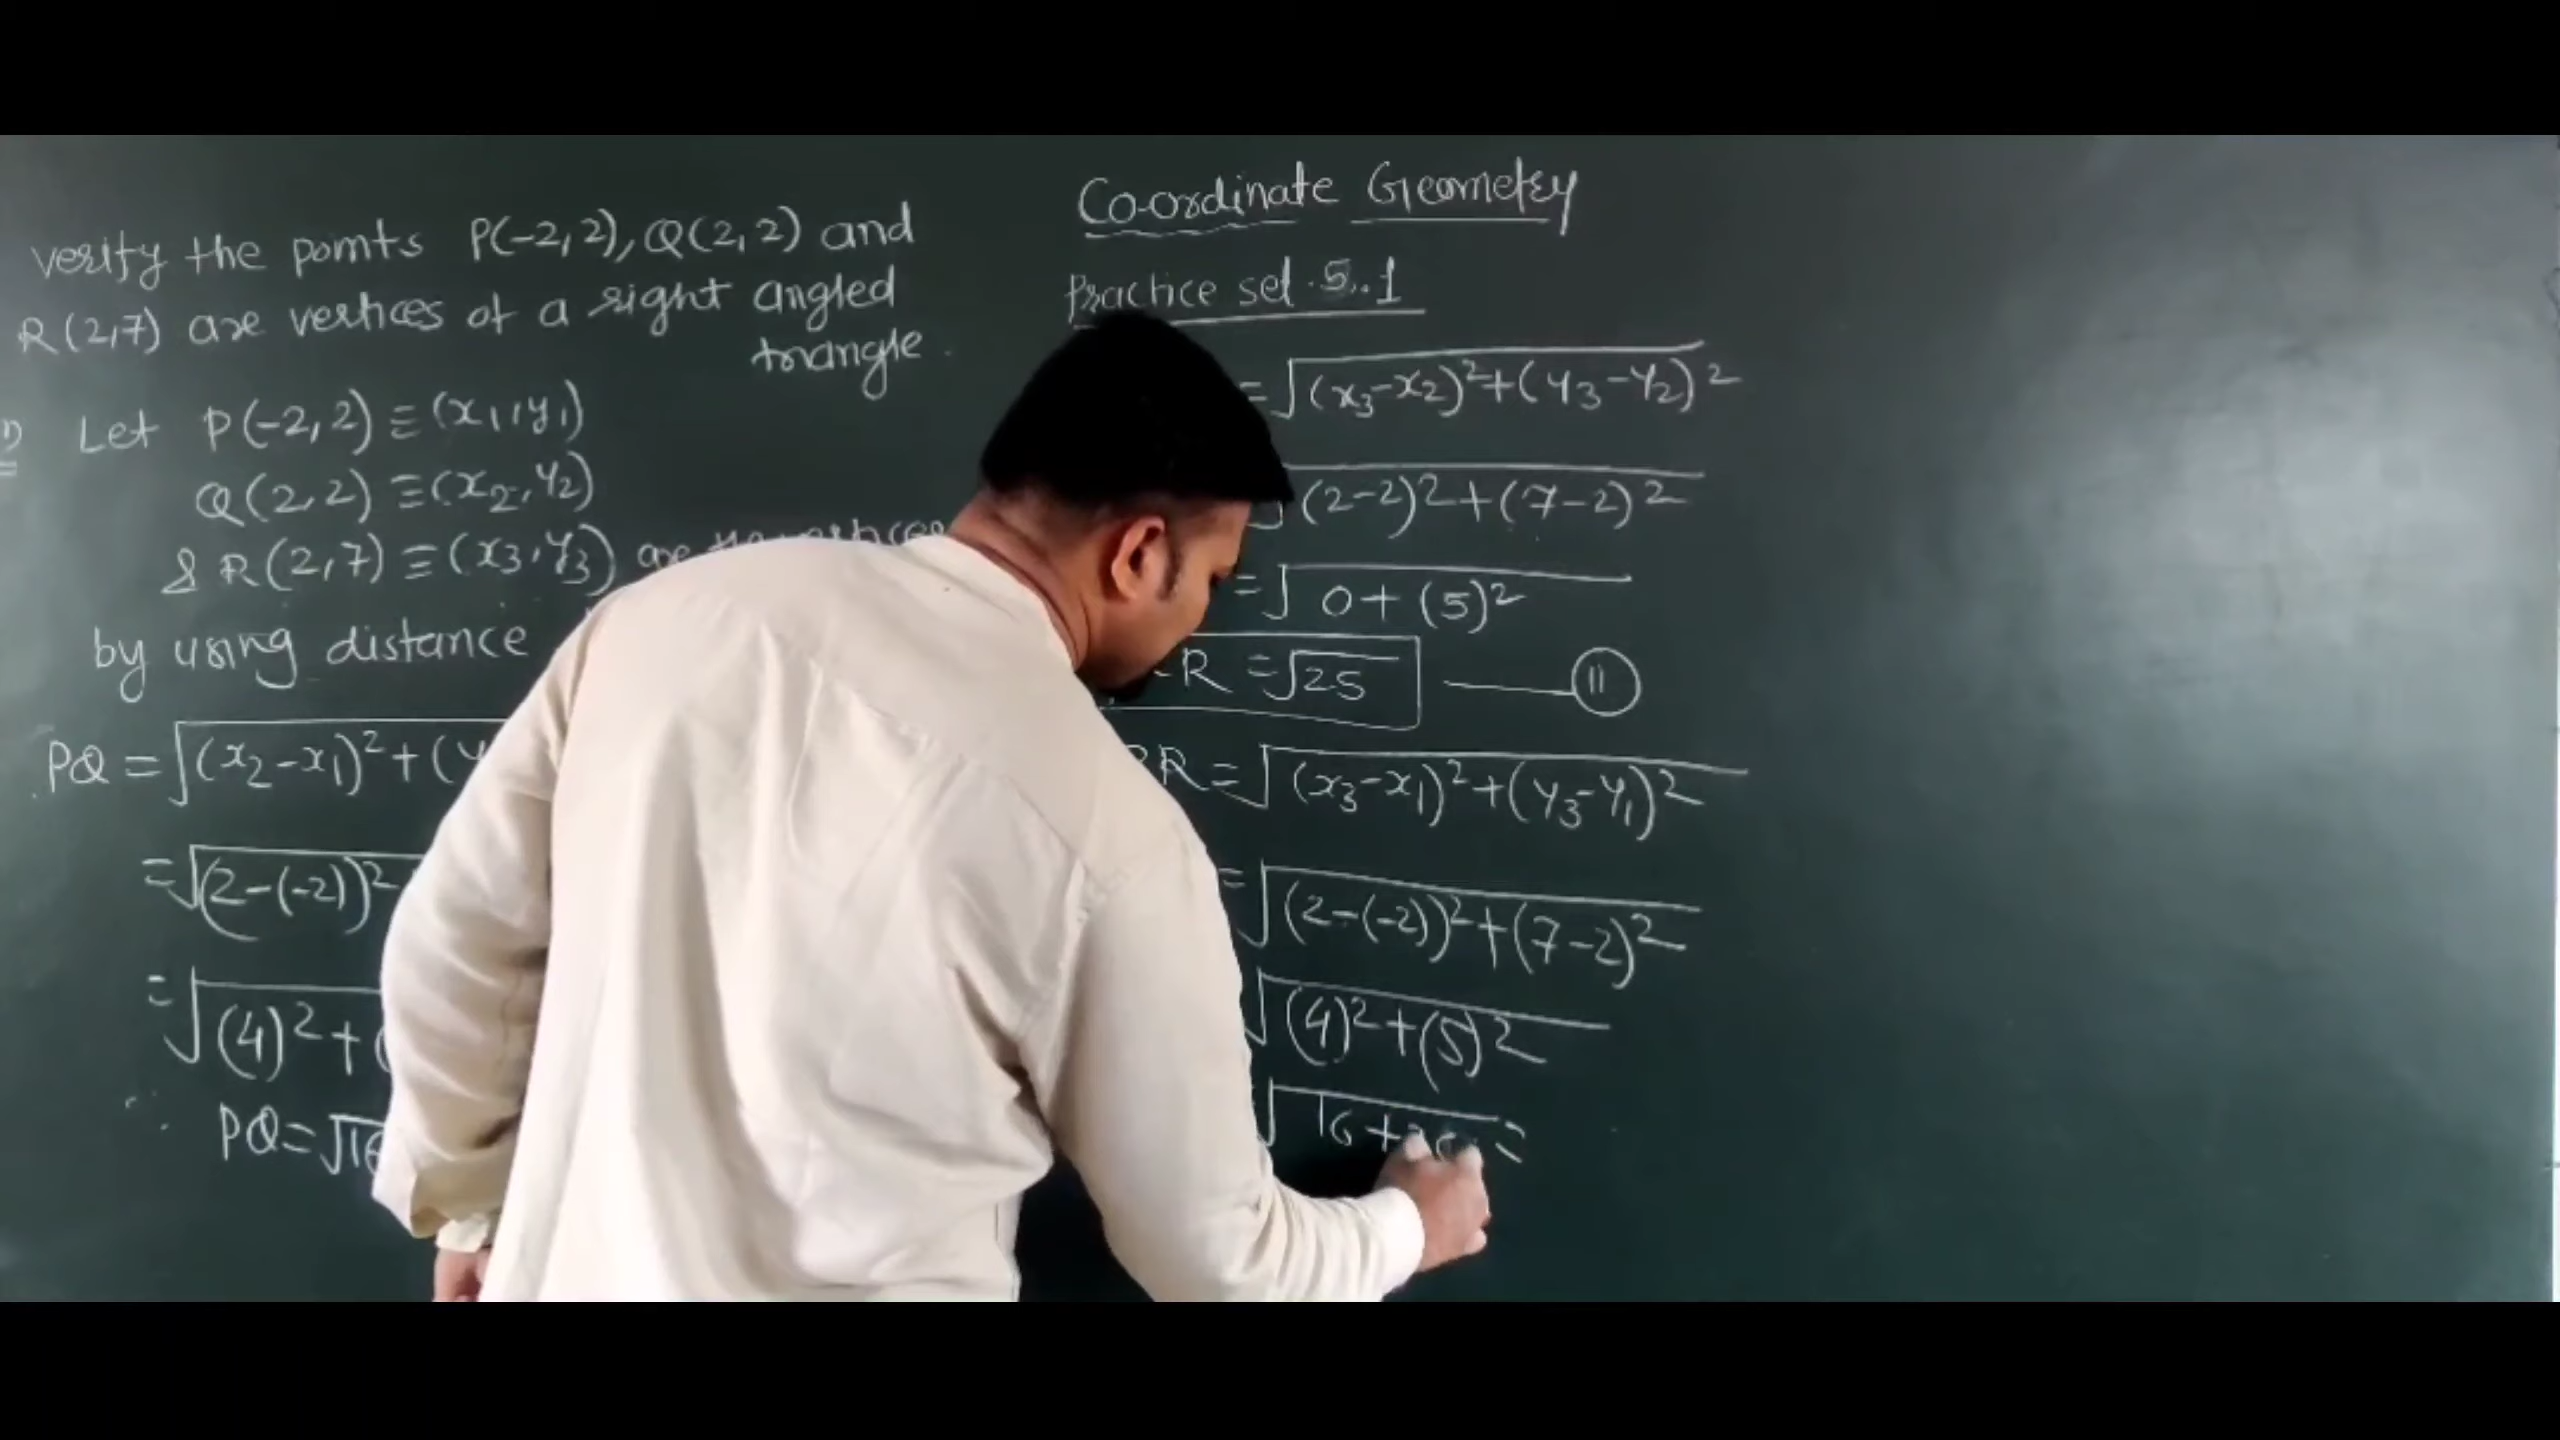 verify the points P(-2,2), Q(2,2) and
R(2,7) are vertices of a right angled
triangle.
Let P(-2,2) ≡ (x₁,y₁)
Q(2,2) ≡ (x₂,y₂)
& R(2,7) ≡ (x₃,y₃) are
by using distance
PQ = √(x₂-x₁)²+(y
= √(2-(-2))²
= √(4)²+(
∴ PQ = √16
Co-ordinate Geometry
Practice set 5.1
= √(x₃-x₂)²+(y₃-y₂)²
√(2-2)²+(7-2)²
= √0+(5)²
R = √25 —— II
PR = √(x₃-x₁)²+(y₃-y₁)²
= √(2-(-2))²+(7-2)²
√(4)²+(5)²
√16+ =